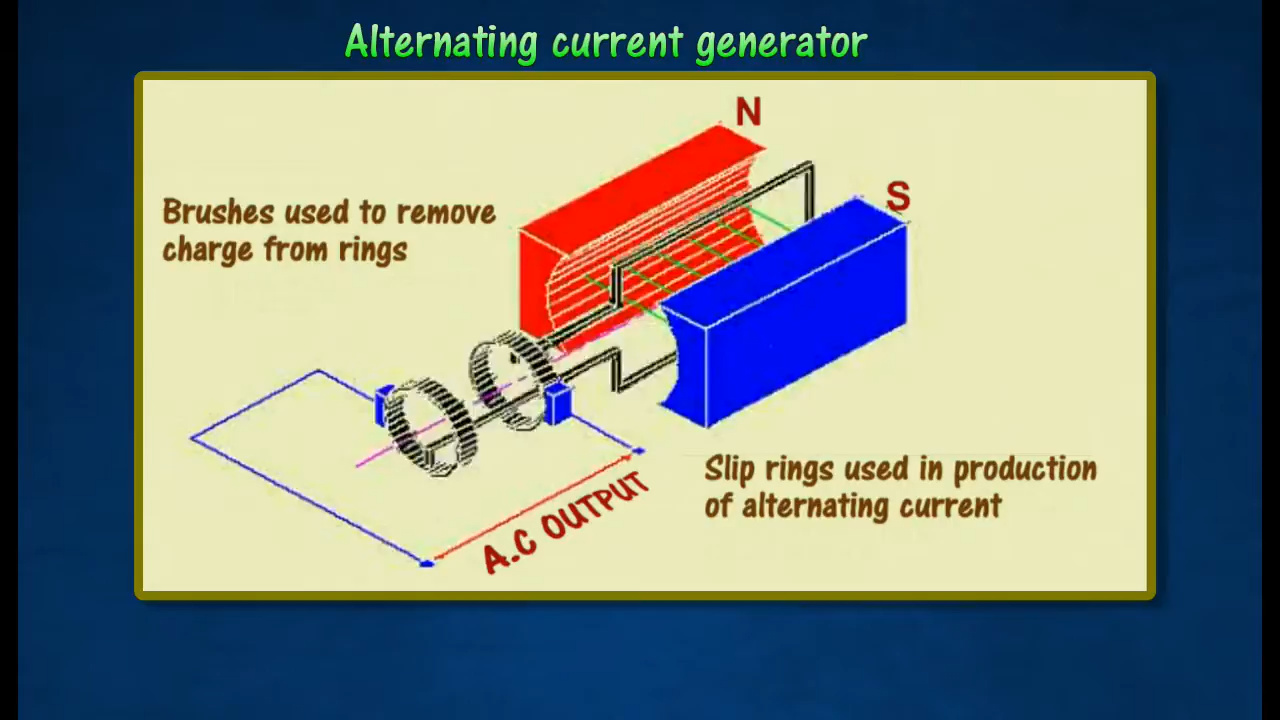 Alternating current generator
N
S
Brushes used to remove
charge from rings
Slip rings used in production
of alternating current
A.C OUTPUT